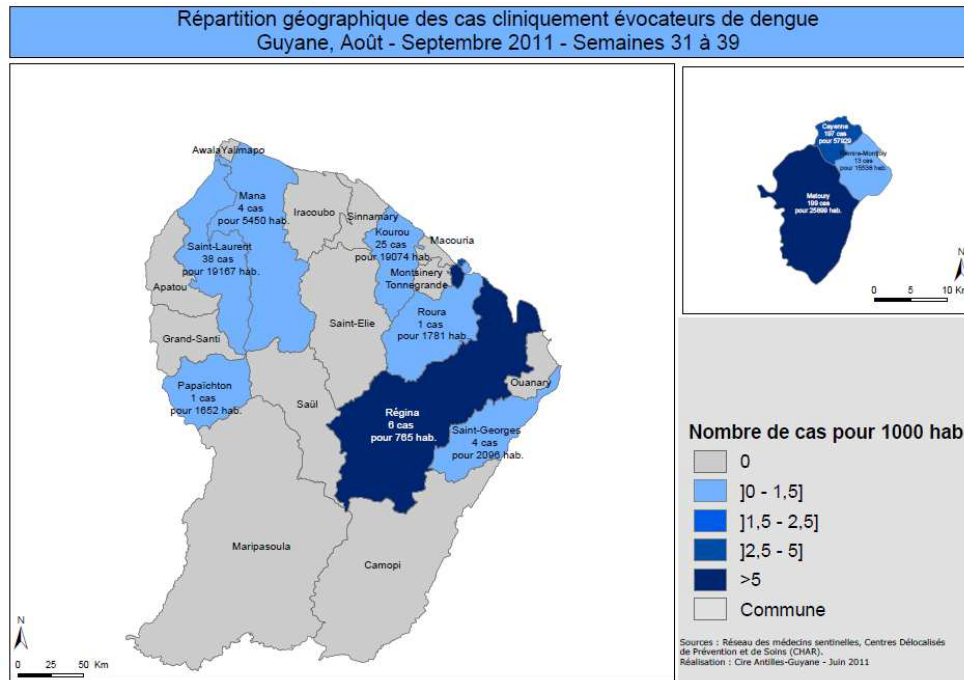 Répartition géographique des cas cliniquement évocateurs de dengue
Guyane, Août - Septembre 2011 - Semaines 31 à 39
AwalaYalimapo
Mana
4 cas
pour 5450 hab.
Iracoubo
Sinnamary
Kourou
25 cas
pour 19074 hab.
Macouria
Montsinery
Tonnegrande
Saint-Laurent
38 cas
pour 19167 hab.
Apatou
Grand-Santi
Saint-Elie
Roura
1 cas
pour 1781 hab.
Papaïchton
1 cas
pour 1652 hab.
Saül
Régina
6 cas
pour 765 hab.
Ouanary
Saint-Georges
4 cas
pour 2096 hab.
Maripasoula
Camopi
N
0 25 50 Km
Cayenne
197 cas
pour 57929
13 cas
pour 15538 hab.
Matoury
199 cas
pour 25899 hab.
N
0 5 10 Km
Nombre de cas pour 1000 hab
0
]0 - 1,5]
]1,5 - 2,5]
]2,5 - 5]
>5
Commune
Sources : Réseau des médecins sentinelles, Centres Délocalisés
de Prévention et de Soins (CHAR).
Réalisation : Cire Antilles-Guyane - Juin 2011